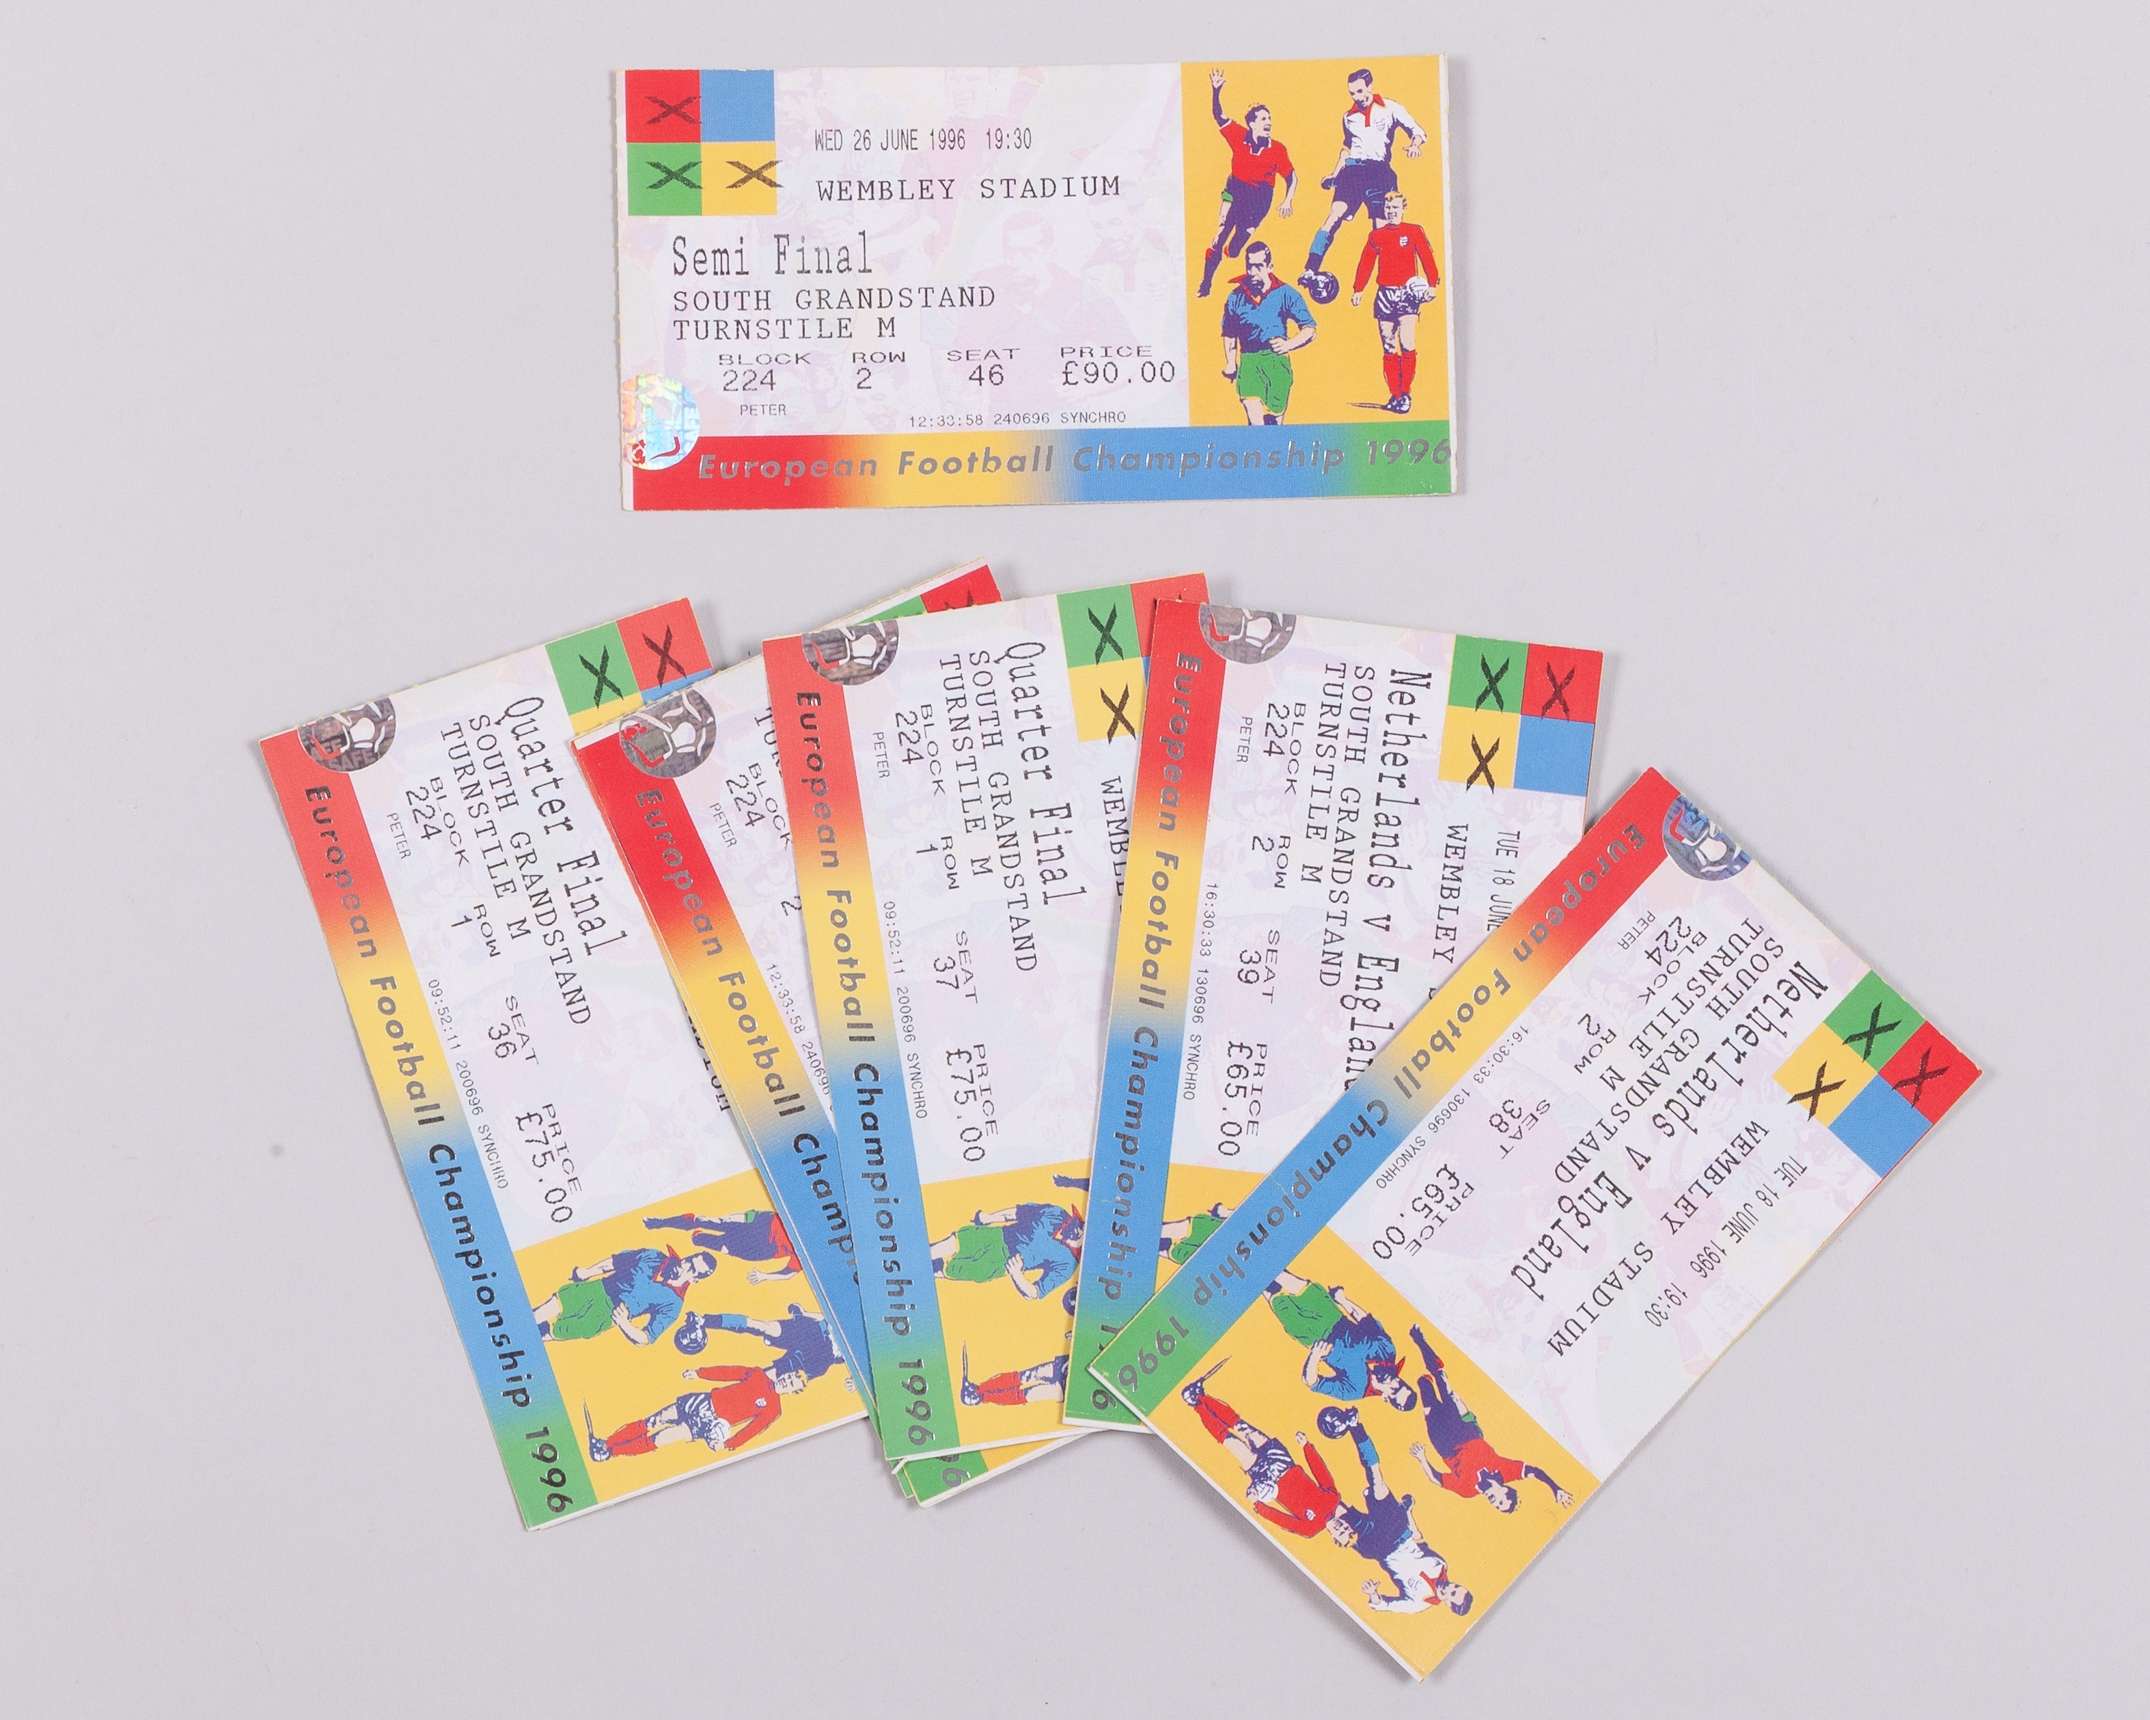 WED 26 JUNE 1996 19:30
WEMBLEY STADIUM
Semi Final
SOUTH GRANDSTAND
TURNSTILE M
BLOCK ROW SEAT PRICE
224 2 46 £90.00
PETER
12:33:58 240696 SYNCHRO
European Football Championship 1996
Quarter Final
SOUTH GRANDSTAND
TURNSTILE M
BLOCK ROW SEAT PRICE
224 1 36 £75.00
PETER
09:52:11 200696 SYNCHRO
European Football Championship 1996
BLOCK
224 2
PETER
12:33:58 240696
European Football Champ
96
Quarter Final
SOUTH GRANDSTAND
TURNSTILE M
BLOCK ROW SEAT PRICE
224 1 37 £75.00
PETER
09:52:11 200696 SYNCHRO
European Football Championship 1996
TUE 18 JUNE
WEMBLEY
Netherlands v England
SOUTH GRANDSTAND
TURNSTILE M
BLOCK ROW SEAT PRICE
224 2 39 £65.00
PETER
16:30:33 130696 SYNCHRO
European Football Championship
TUE 18 JUNE 1996 19:30
WEMBLEY STADIUM
Netherlands v England
SOUTH GRANDSTAND
TURNSTILE M
BLOCK ROW SEAT PRICE
224 2 38 £65.00
PETER
16:30:33 130696 SYNCHRO
European Football Championship 1996